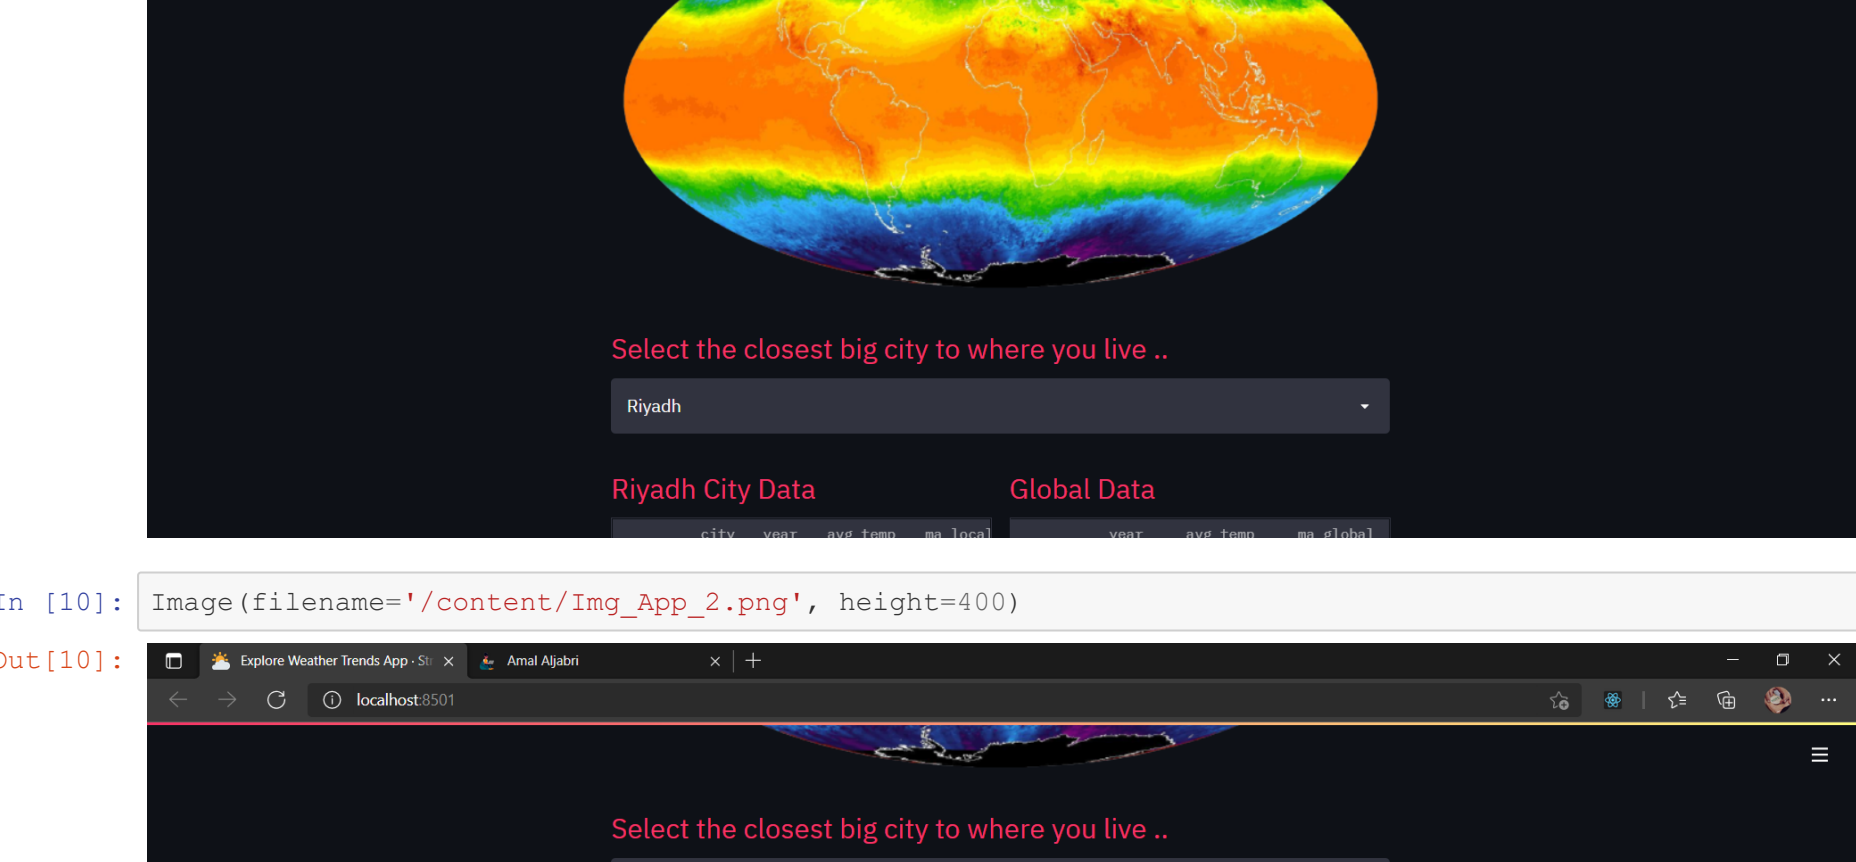 Select the closest big city to where you live ..
Riyadh
Riyadh City Data Global Data
city year avg_temp ma_local year avg_temp ma_global
In [10]: Image(filename='/content/Img_App_2.png', height=400)
Out[10]:
Explore Weather Trends App · Str Amal Aljabri
localhost:8501
Select the closest big city to where you live ..